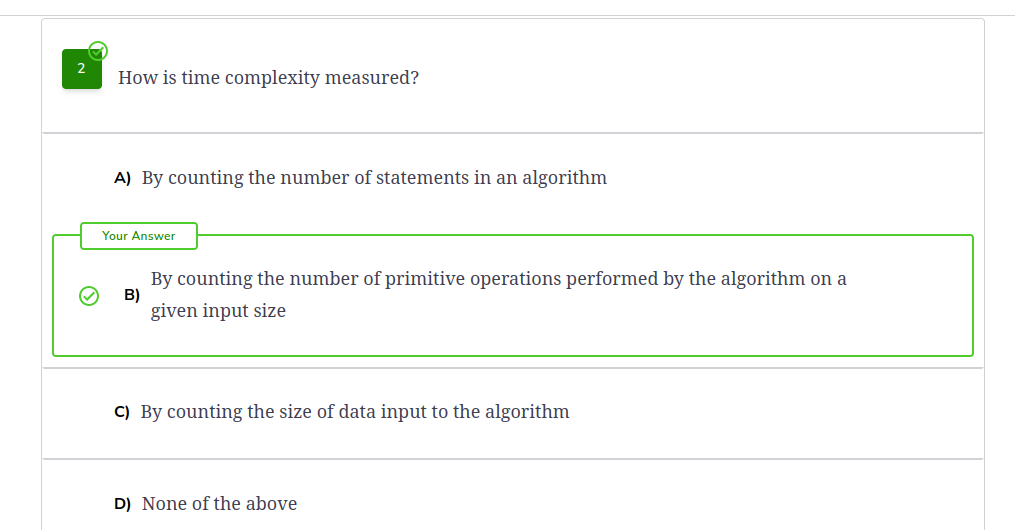 2
How is time complexity measured?
A) By counting the number of statements in an algorithm
Your Answer
B) By counting the number of primitive operations performed by the algorithm on a
given input size
C) By counting the size of data input to the algorithm
D) None of the above